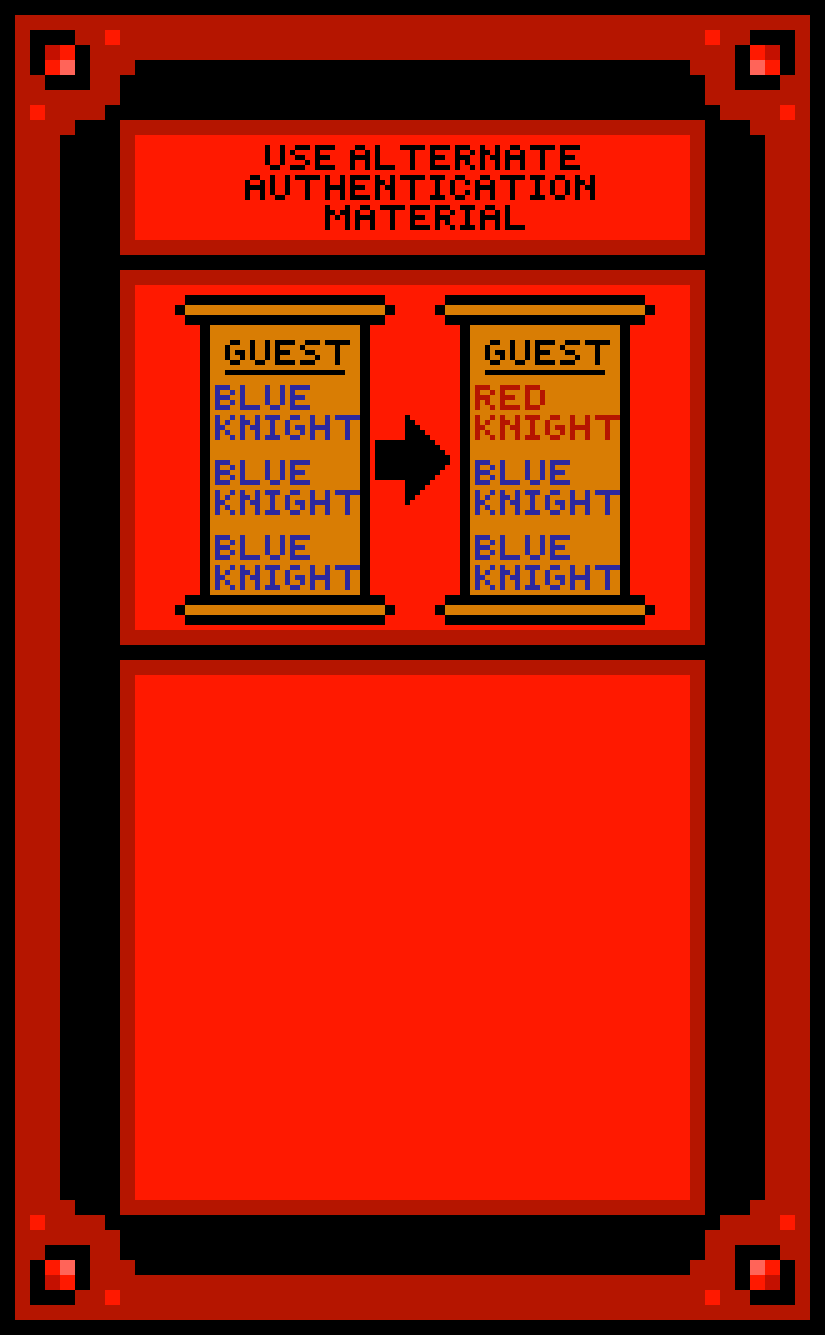 USE ALTERNATE
AUTHENTICATION
MATERIAL
GUEST
BLUE
KNIGHT
BLUE
KNIGHT
BLUE
KNIGHT
GUEST
RED
KNIGHT
BLUE
KNIGHT
BLUE
KNIGHT